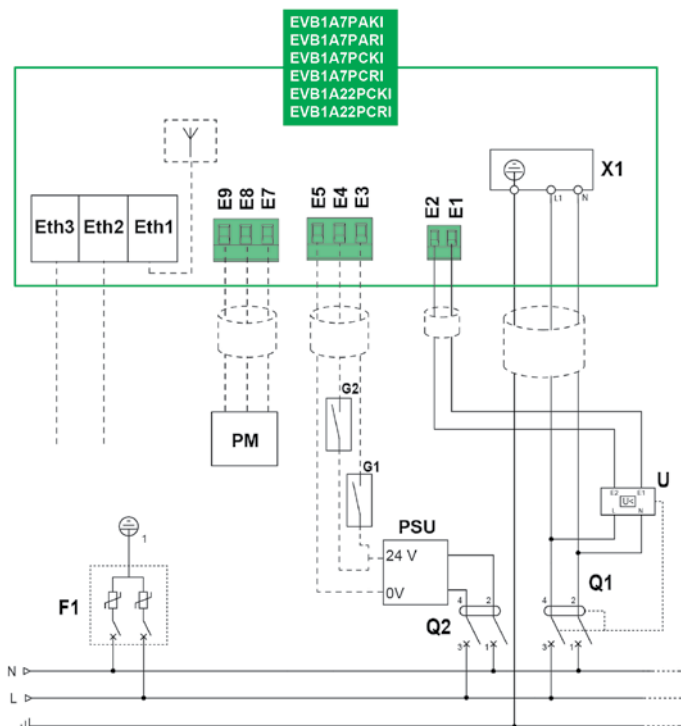 EVB1A7PAKI
EVB1A7PARI
EVB1A7PCKI
EVB1A7PCRI
EVB1A22PCKI
EVB1A22PCRI
X1
L1 N
Eth3 Eth2 Eth1
E9 E8 E7
E5 E4 E3
E2 E1
G2
PM
G1
U
E2 E1
U<
L N
PSU
24 V
0V
1
F1
Q2
4 2
3 1
Q1
4 2
3 1
N
L